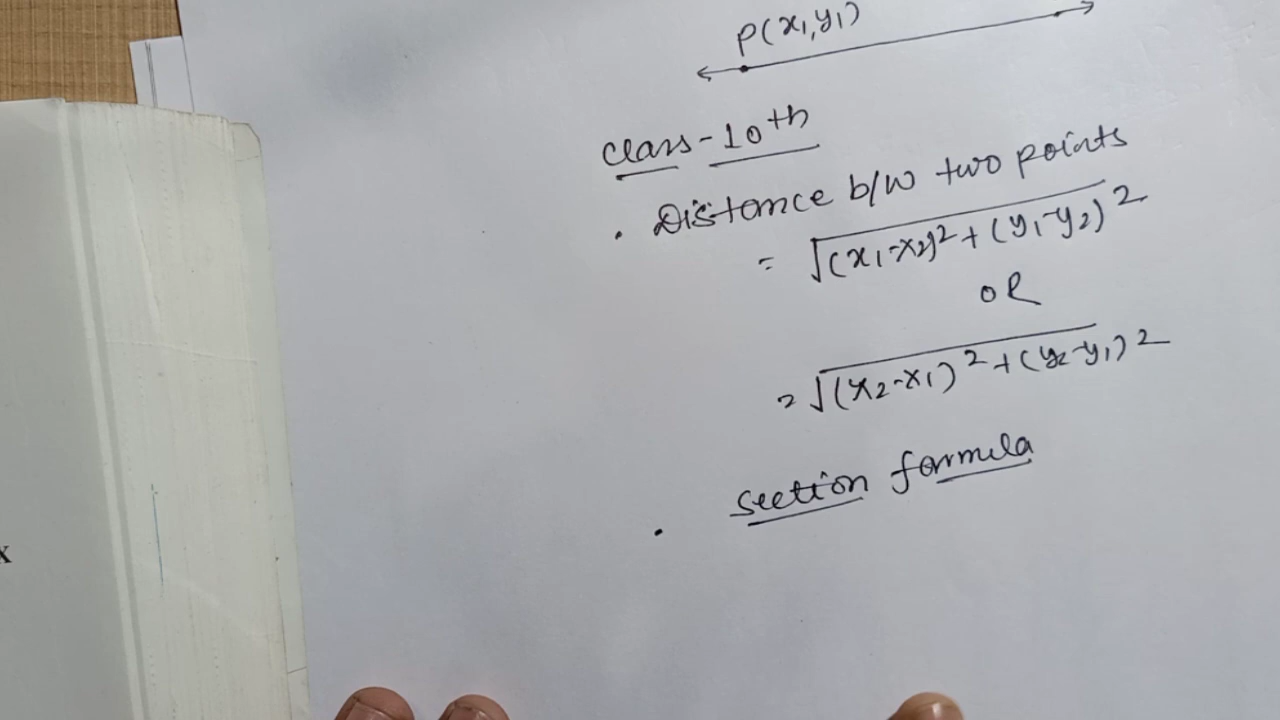 P(x₁,y₁)
class-10th
. Distance b/w two points
= √(x₁-x₂)² + (y₁-y₂)²
OR
= √(x₂-x₁)² + (y₂-y₁)²
. section formula
x